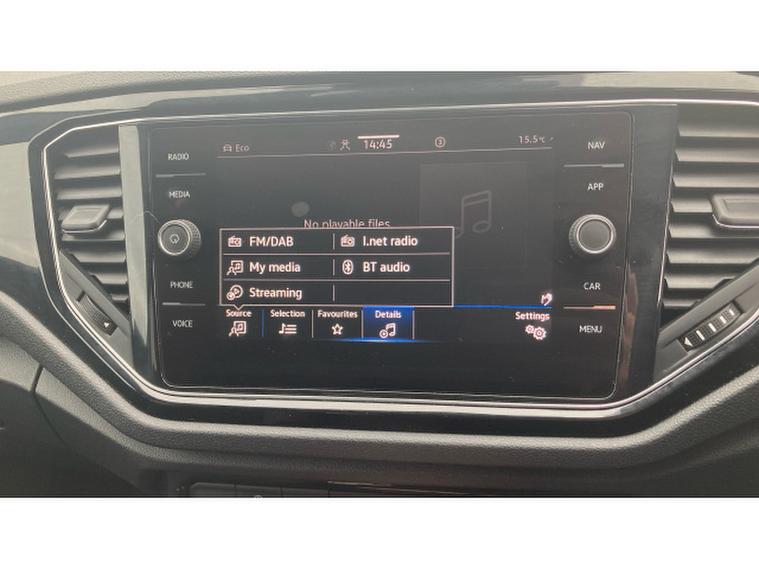 RADIO
MEDIA
PHONE
VOICE
Eco
14:45
3
15.5°C
No playable files
FM/DAB
I.net radio
My media
BT audio
Streaming
Source
Selection
Favourites
Details
Settings
NAV
APP
CAR
MENU